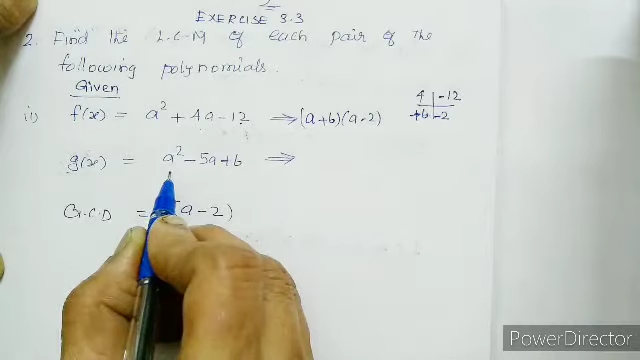 EXERCISE 3.3
2. Find the L.C.M of each pair of the
following polynomials.
Given
ii) f(x) = a² + 4a - 12 ⟹ (a+6)(a-2)
4 | -12
+6 | -2
g(x) = a² - 5a + 6 ⟹
G.C.D = (a - 2)
PowerDirector